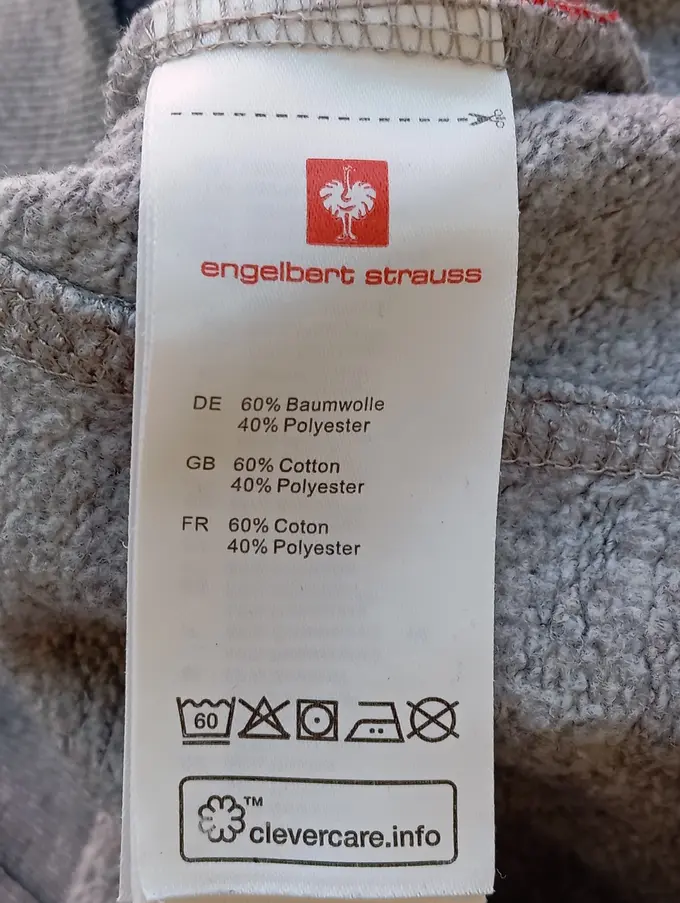 engelbert strauss
DE 60% Baumwolle
40% Polyester
GB 60% Cotton
40% Polyester
FR 60% Coton
40% Polyester
60
™
clevercare.info